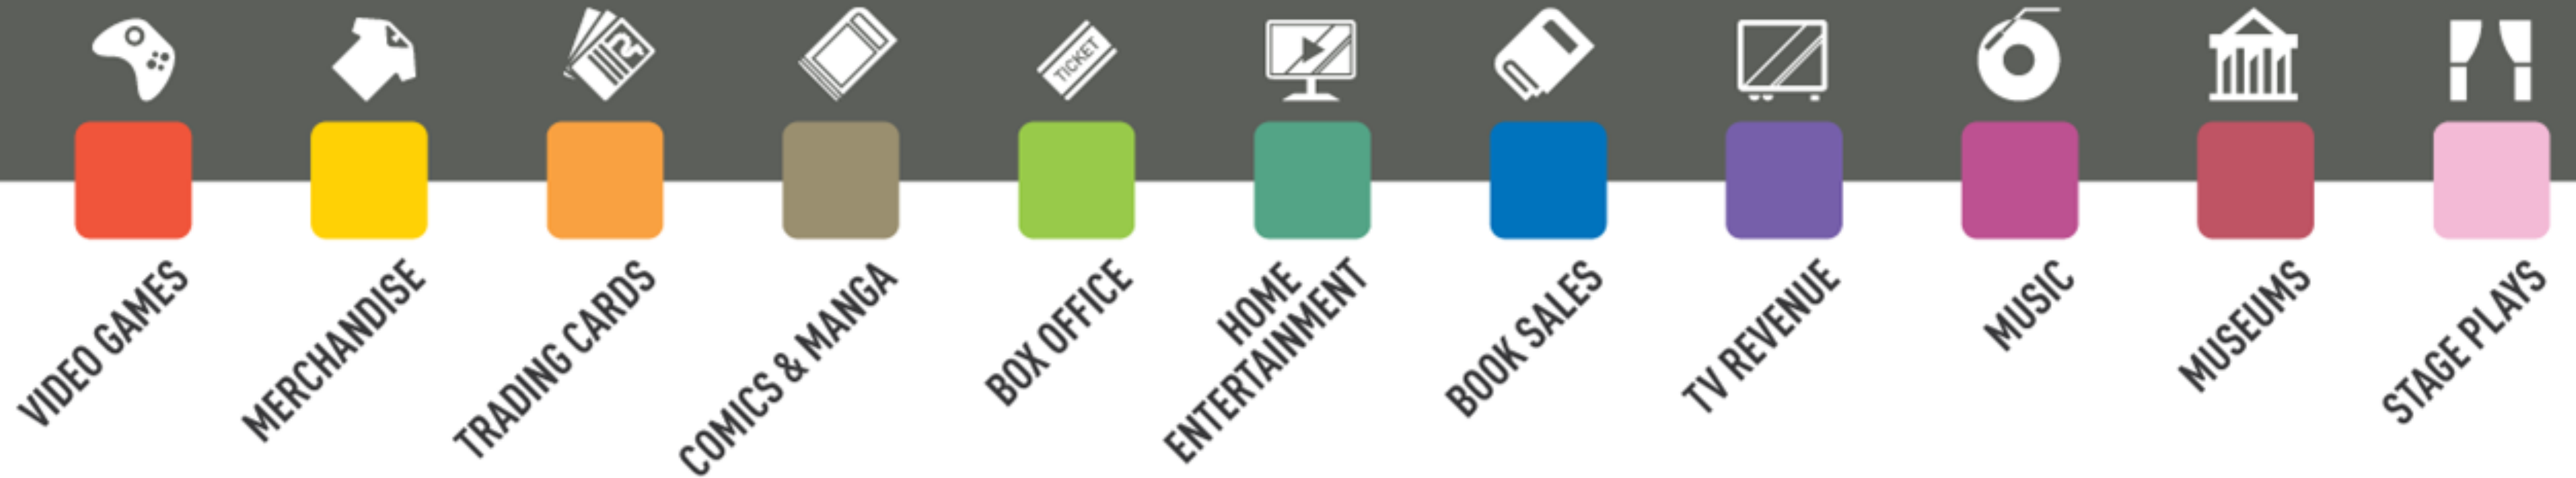 TICKET
VIDEO GAMES
MERCHANDISE
TRADING CARDS
COMICS & MANGA
BOX OFFICE
HOME
ENTERTAINMENT
BOOK SALES
TV REVENUE
MUSIC
MUSEUMS
STAGE PLAYS